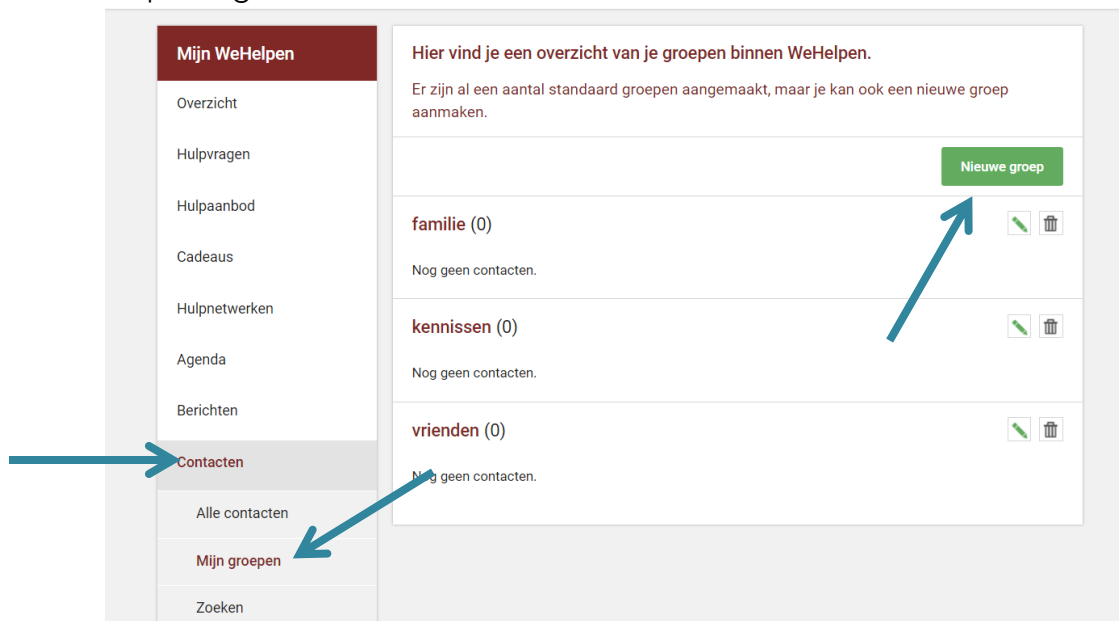 Mijn WeHelpen
Overzicht
Hulpvragen
Hulpaanbod
Cadeaus
Hulpnetwerken
Agenda
Berichten
Contacten
Alle contacten
Mijn groepen
Zoeken
Hier vind je een overzicht van je groepen binnen WeHelpen.
Er zijn al een aantal standaard groepen aangemaakt, maar je kan ook een nieuwe groep
aanmaken.
Nieuwe groep
familie (0)
Nog geen contacten.
kennissen (0)
Nog geen contacten.
vrienden (0)
Nog geen contacten.